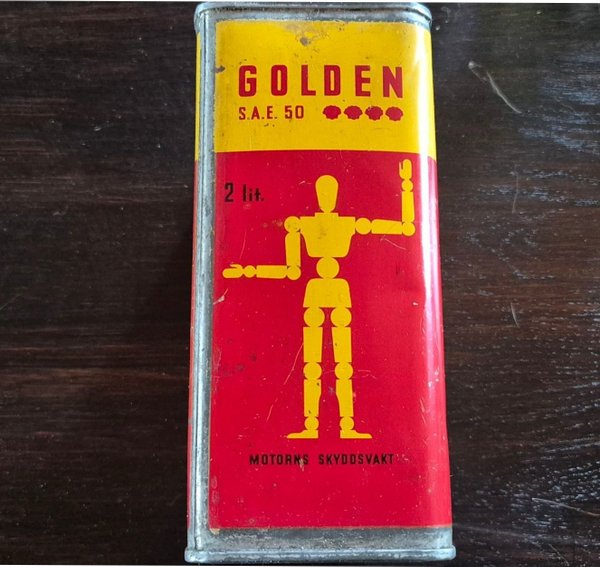 GOLDEN
S.A.E. 50
2 lit.
MOTORNS SKYDDSVAKT